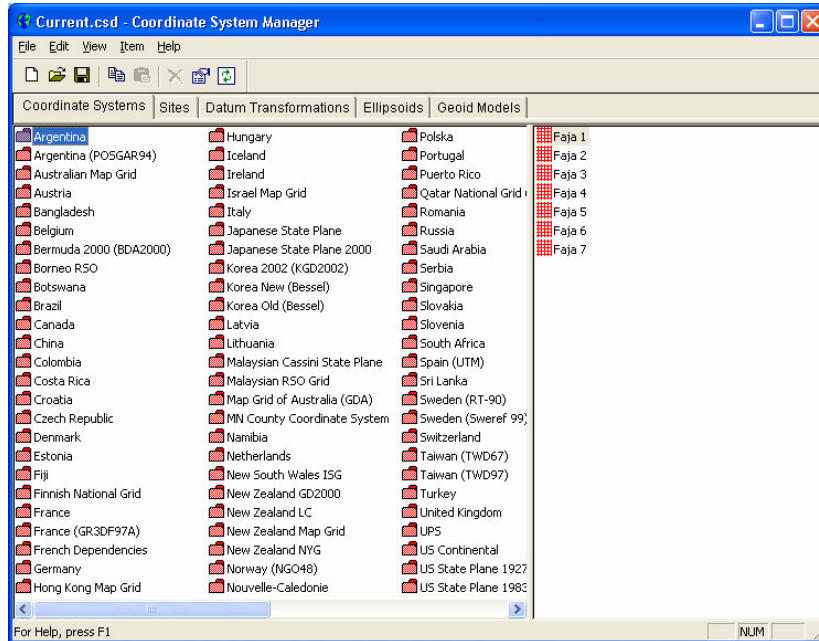 Current.csd - Coordinate System Manager
File Edit View Item Help
Coordinate Systems Sites Datum Transformations Ellipsoids Geoid Models
Argentina
Argentina (POSGAR94)
Australian Map Grid
Austria
Bangladesh
Belgium
Bermuda 2000 (BDA2000)
Borneo RSO
Botswana
Brazil
Canada
China
Colombia
Costa Rica
Croatia
Czech Republic
Denmark
Estonia
Fiji
Finnish National Grid
France
France (GR3DF97A)
French Dependencies
Germany
Hong Kong Map Grid
Hungary
Iceland
Ireland
Israel Map Grid
Italy
Japanese State Plane
Japanese State Plane 2000
Korea 2002 (KGD2002)
Korea New (Bessel)
Korea Old (Bessel)
Latvia
Lithuania
Malaysian Cassini State Plane
Malaysian RSO Grid
Map Grid of Australia (GDA)
MN County Coordinate System
Namibia
Netherlands
New South Wales ISG
New Zealand GD2000
New Zealand LC
New Zealand Map Grid
New Zealand NYG
Norway (NGO48)
Nouvelle-Caledonie
Polska
Portugal
Puerto Rico
Qatar National Grid
Romania
Russia
Saudi Arabia
Serbia
Singapore
Slovakia
Slovenia
South Africa
Spain (UTM)
Sri Lanka
Sweden (RT-90)
Sweden (Sweref 99)
Switzerland
Taiwan (TWD67)
Taiwan (TWD97)
Turkey
United Kingdom
UPS
US Continental
US State Plane 1927
US State Plane 1983
Faja 1
Faja 2
Faja 3
Faja 4
Faja 5
Faja 6
Faja 7
For Help, press F1
NUM